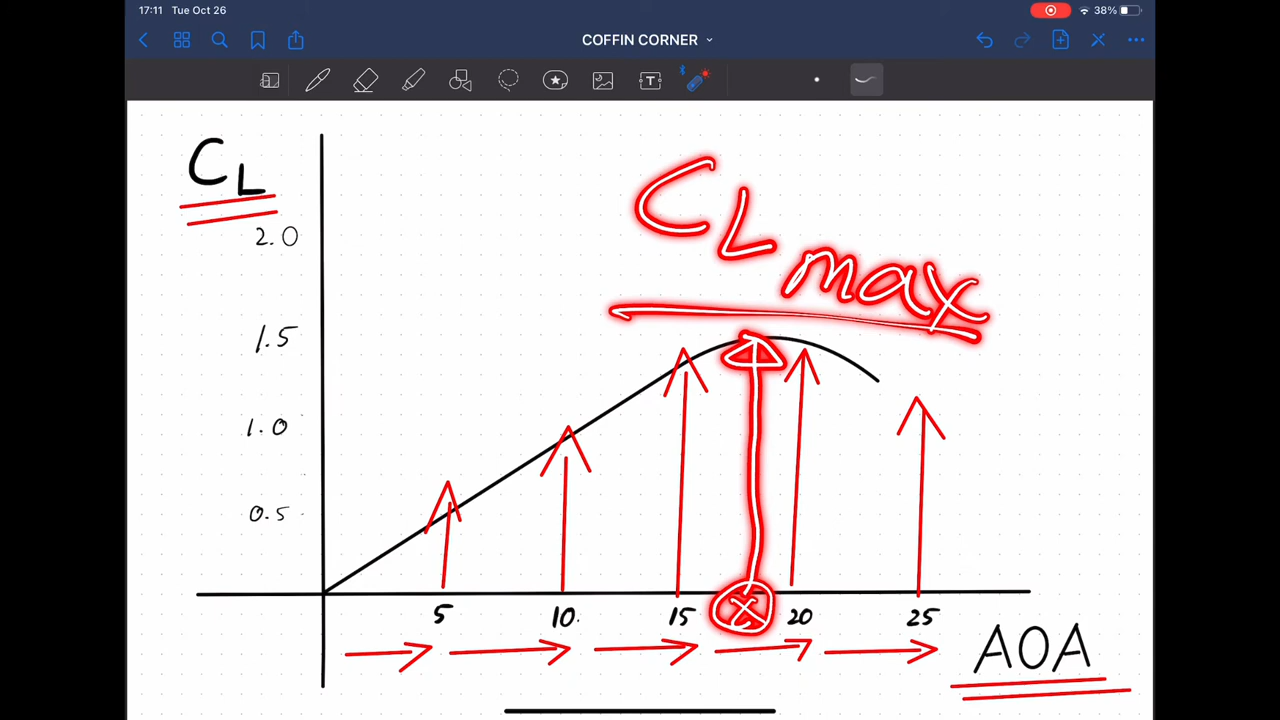 17:11 Tue Oct 26
38%
COFFIN CORNER
T
CL
2.0
CL max
1.5
1.0
0.5
X
5 10. 15 20 25
AOA